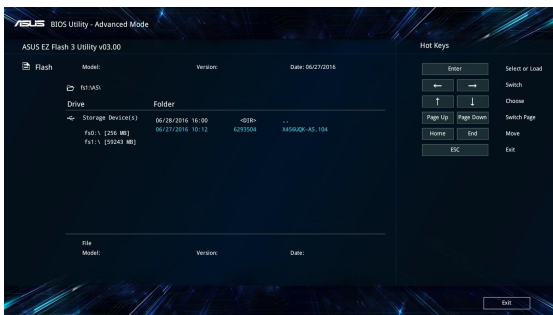 ASUS BIOS Utility - Advanced Mode
ASUS EZ Flash 3 Utility v03.00
Hot Keys
Flash
Model: Version: Date: 06/27/2016
fs1:\AS\
Drive Folder
Storage Device(s)
fs0:\ [256 MB]
fs1:\ [59243 MB]
06/28/2016 16:00 <DIR> ..
06/27/2016 10:12 6293504 X456UQK-AS.104
File
Model: Version: Date:
Enter Select or Load
← → Switch
↑ ↓ Choose
Page Up Page Down Switch Page
Home End Move
ESC Exit
Exit